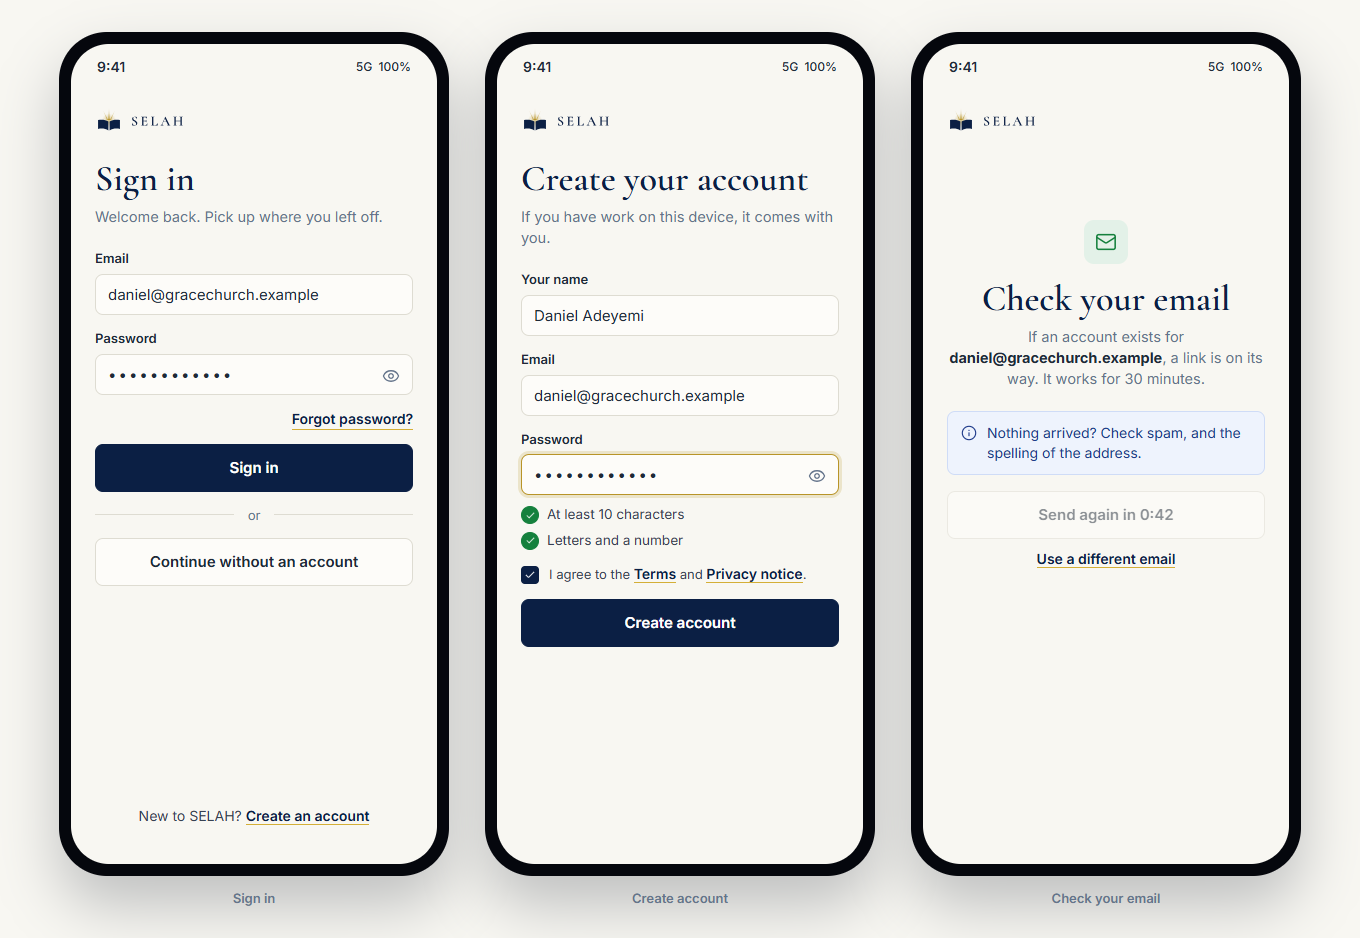 9:41
5G 100%
SELAH
Sign in
Welcome back. Pick up where you left off.
Email
daniel@gracechurch.example
Password
••••••••••••
Forgot password?
Sign in
or
Continue without an account
New to SELAH? Create an account
Sign in
9:41
5G 100%
SELAH
Create your account
If you have work on this device, it comes with
you.
Your name
Daniel Adeyemi
Email
daniel@gracechurch.example
Password
••••••••••••
At least 10 characters
Letters and a number
I agree to the Terms and Privacy notice.
Create account
Create account
9:41
5G 100%
SELAH
Check your email
If an account exists for
daniel@gracechurch.example, a link is on its
way. It works for 30 minutes.
Nothing arrived? Check spam, and the
spelling of the address.
Send again in 0:42
Use a different email
Check your email